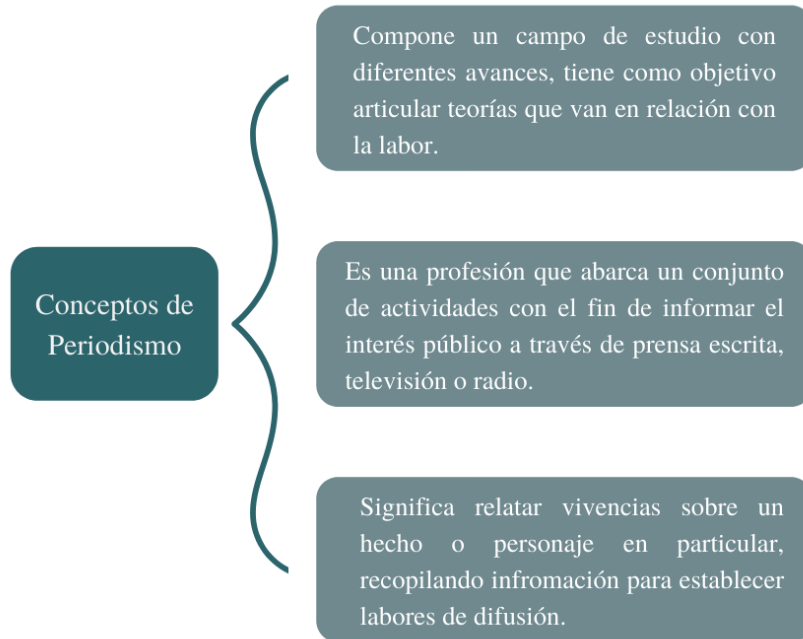 Compone un campo de estudio con
diferentes avances, tiene como objetivo
articular teorías que van en relación con
la labor.
Conceptos de
Periodismo
Es una profesión que abarca un conjunto
de actividades con el fin de informar el
interés público a través de prensa escrita,
televisión o radio.
Significa relatar vivencias sobre un
hecho o personaje en particular,
recopilando infromación para establecer
labores de difusión.